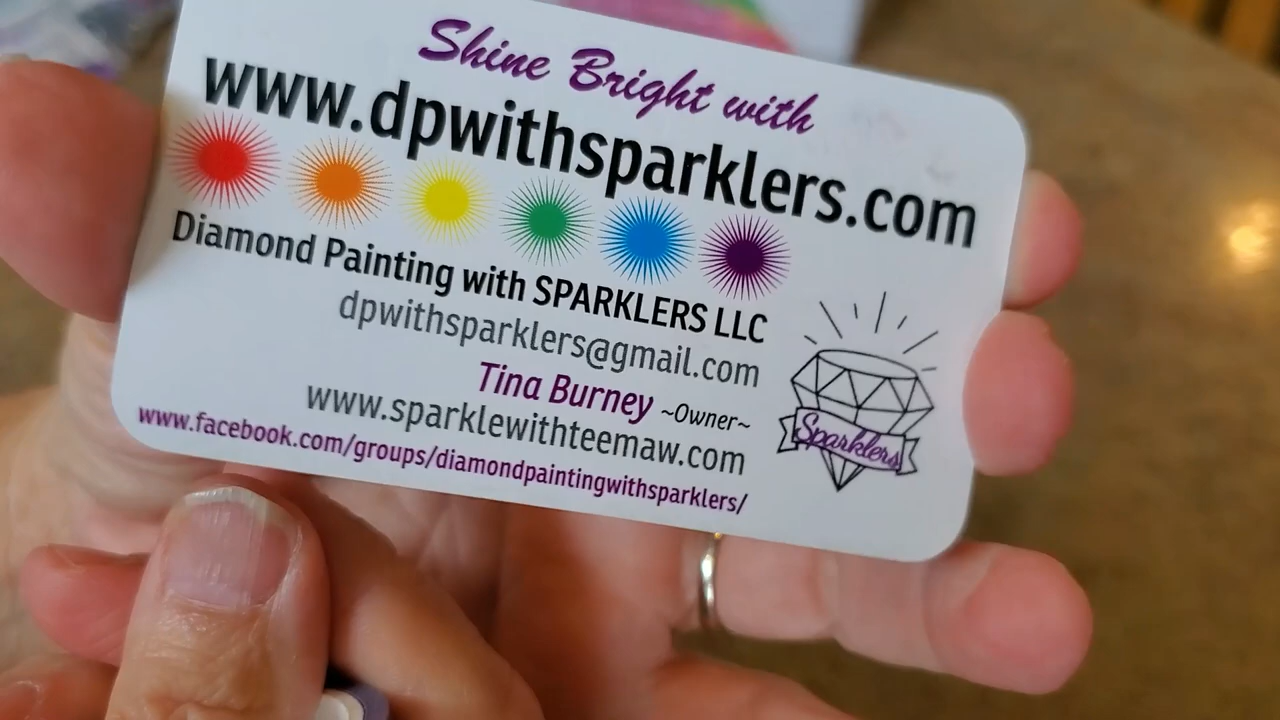 Shine Bright with
www.dpwithsparklers.com
Diamond Painting with SPARKLERS LLC
dpwithsparklers@gmail.com
Tina Burney ~Owner~
www.sparklewithteemaw.com
www.facebook.com/groups/diamondpaintingwithsparklers/
Sparklers